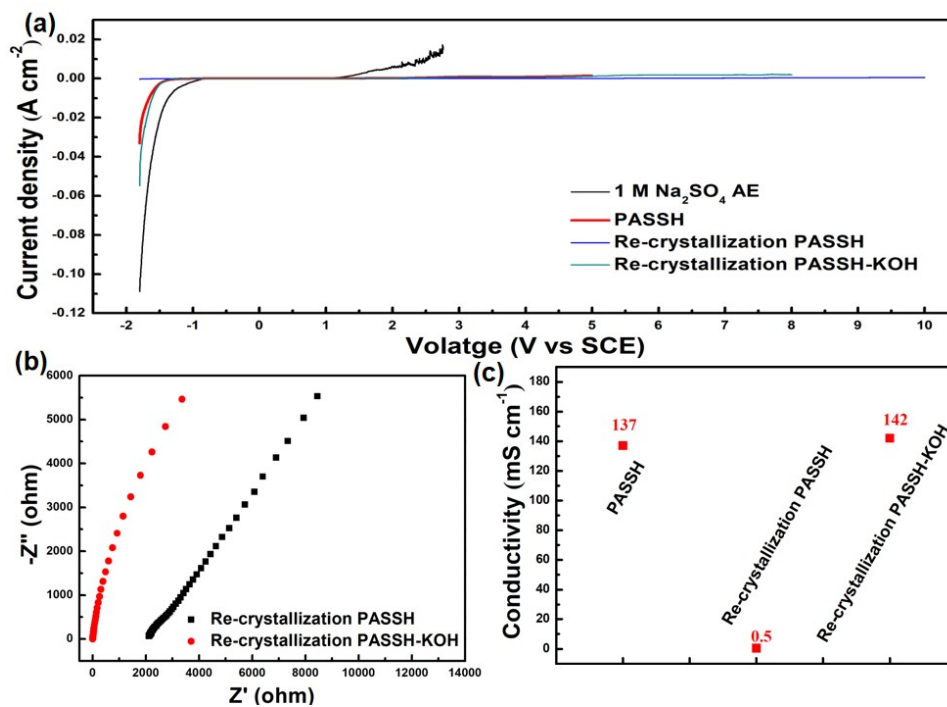 (a)
0.02
0.00
-0.02
-0.04
-0.06
-0.08
-0.10
-0.12
Current density (A cm⁻²)
1 M Na₂SO₄ AE
PASSH
Re-crystallization PASSH
Re-crystallization PASSH-KOH
-2 -1 0 1 2 3 4 5 6 7 8 9 10
Volatge (V vs SCE)
(b)
6000
5000
4000
3000
2000
1000
0
-Z" (ohm)
Re-crystallization PASSH
Re-crystallization PASSH-KOH
0 2000 4000 6000 8000 10000 12000 14000
Z' (ohm)
(c)
180
160
140
120
100
80
60
40
20
0
Conductivity (mS cm⁻¹)
137
PASSH
0.5
Re-crystallization PASSH
142
Re-crystallization PASSH-KOH